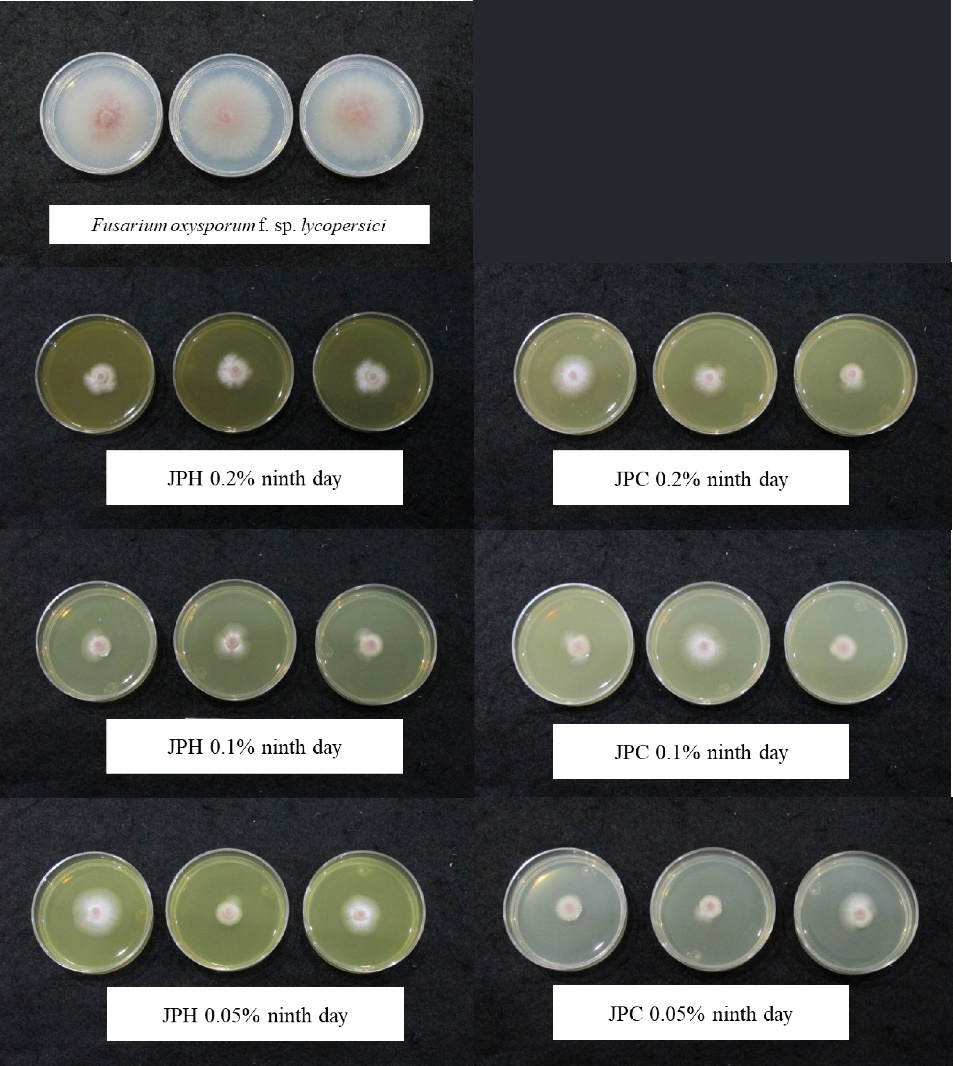 Fusarium oxysporum f. sp. lycopersici
JPH 0.2% ninth day
JPC 0.2% ninth day
JPH 0.1% ninth day
JPC 0.1% ninth day
JPH 0.05% ninth day
JPC 0.05% ninth day